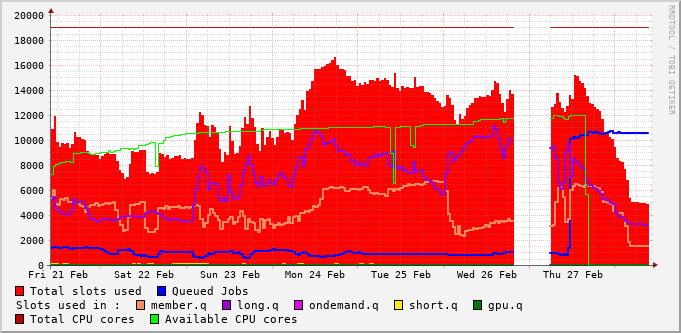 20000
18000
16000
14000
12000
10000
8000
6000
4000
2000
0
Fri 21 Feb Sat 22 Feb Sun 23 Feb Mon 24 Feb Tue 25 Feb Wed 26 Feb Thu 27 Feb
RRDTOOL / TOBI OETIKER
Total slots used Queued Jobs
Slots used in : member.q long.q ondemand.q short.q gpu.q
Total CPU cores Available CPU cores